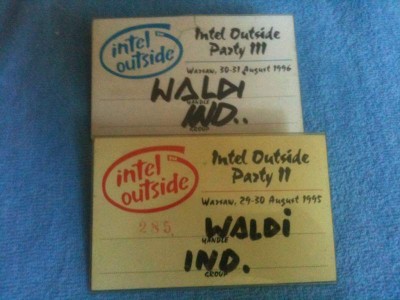 intel
outside
Intel Outside
Party III
Warsaw, 30-31 August 1996
WALDI
HANDLE
IND..
GROUP
intel
outside
Intel Outside
Party II
Warsaw, 29-30 August 1995
285
WALDI
HANDLE
IND.
GROUP